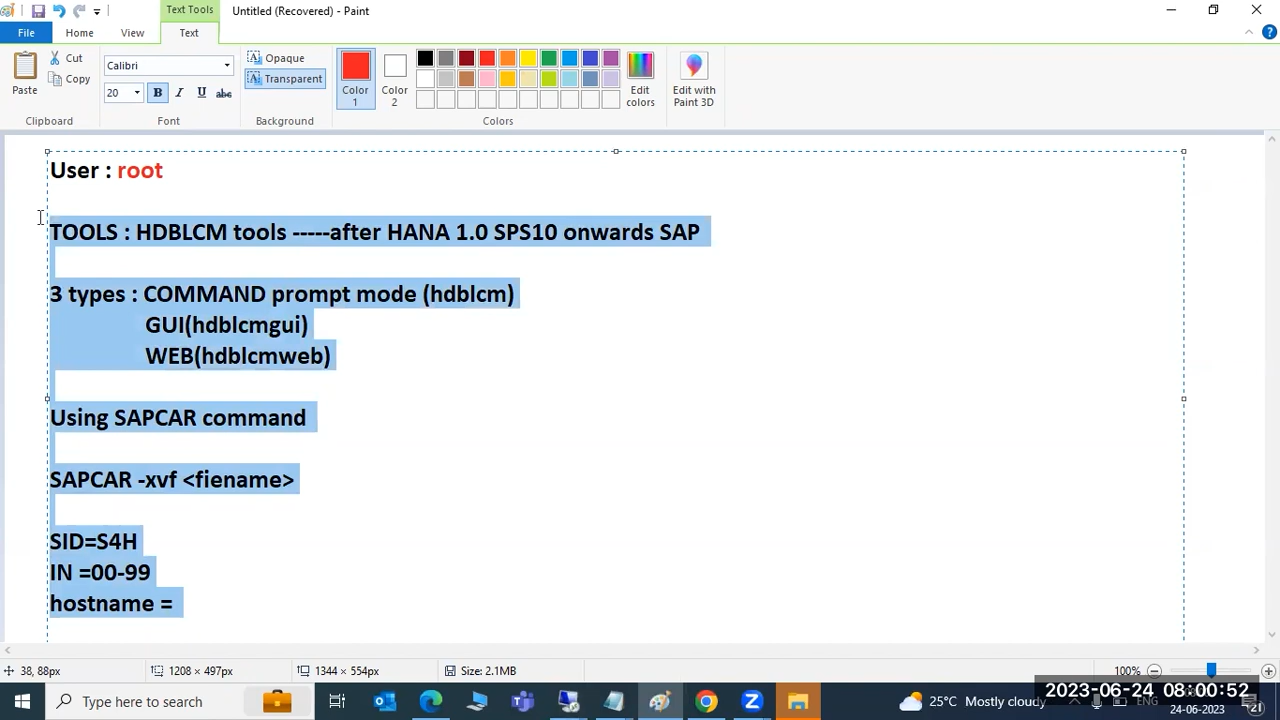 Text Tools
Untitled (Recovered) - Paint
File
Home
View
Text
Paste
Cut
Copy
Clipboard
Calibri
20
B
I
U
abc
Font
Opaque
Transparent
Background
Color 1
Color 2
Edit colors
Edit with Paint 3D
Colors
User : root
TOOLS : HDBLCM tools -----after HANA 1.0 SPS10 onwards SAP
3 types : COMMAND prompt mode (hdblcm)
GUI(hdblcmgui)
WEB(hdblcmweb)
Using SAPCAR command
SAPCAR -xvf <fiename>
SID=S4H
IN =00-99
hostname =
38, 88px
1208 × 497px
1344 × 554px
Size: 2.1MB
100%
Type here to search
25°C Mostly cloudy
ENG
2023-06-24 08:00:52
24-06-2023